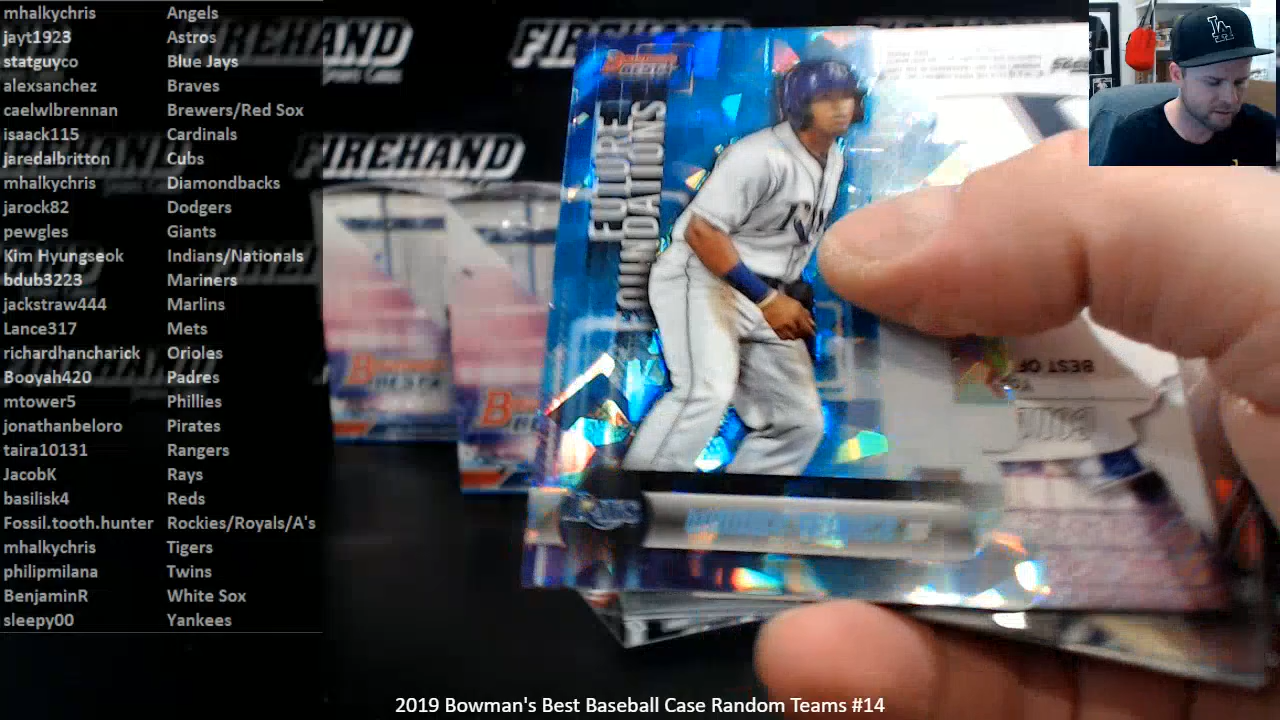 mhalkychris Angels
jayt1923 Astros
statguyco Blue Jays
alexsanchez Braves
caelwlbrennan Brewers/Red Sox
isaack115 Cardinals
jaredalbritton Cubs
mhalkychris Diamondbacks
jarock82 Dodgers
pewgles Giants
Kim Hyungseok Indians/Nationals
bdub3223 Mariners
jackstraw444 Marlins
Lance317 Mets
richardhancharick Orioles
Booyah420 Padres
mtower5 Phillies
jonathanbeloro Pirates
taira10131 Rangers
JacobK Rays
basilisk4 Reds
Fossil.tooth.hunter Rockies/Royals/A's
mhalkychris Tigers
philipmilana Twins
BenjaminR White Sox
sleepy00 Yankees
FIREHAND
FIREHAND
FUTURE
FOUNDATIONS
BEST OF
LA
2019 Bowman's Best Baseball Case Random Teams #14